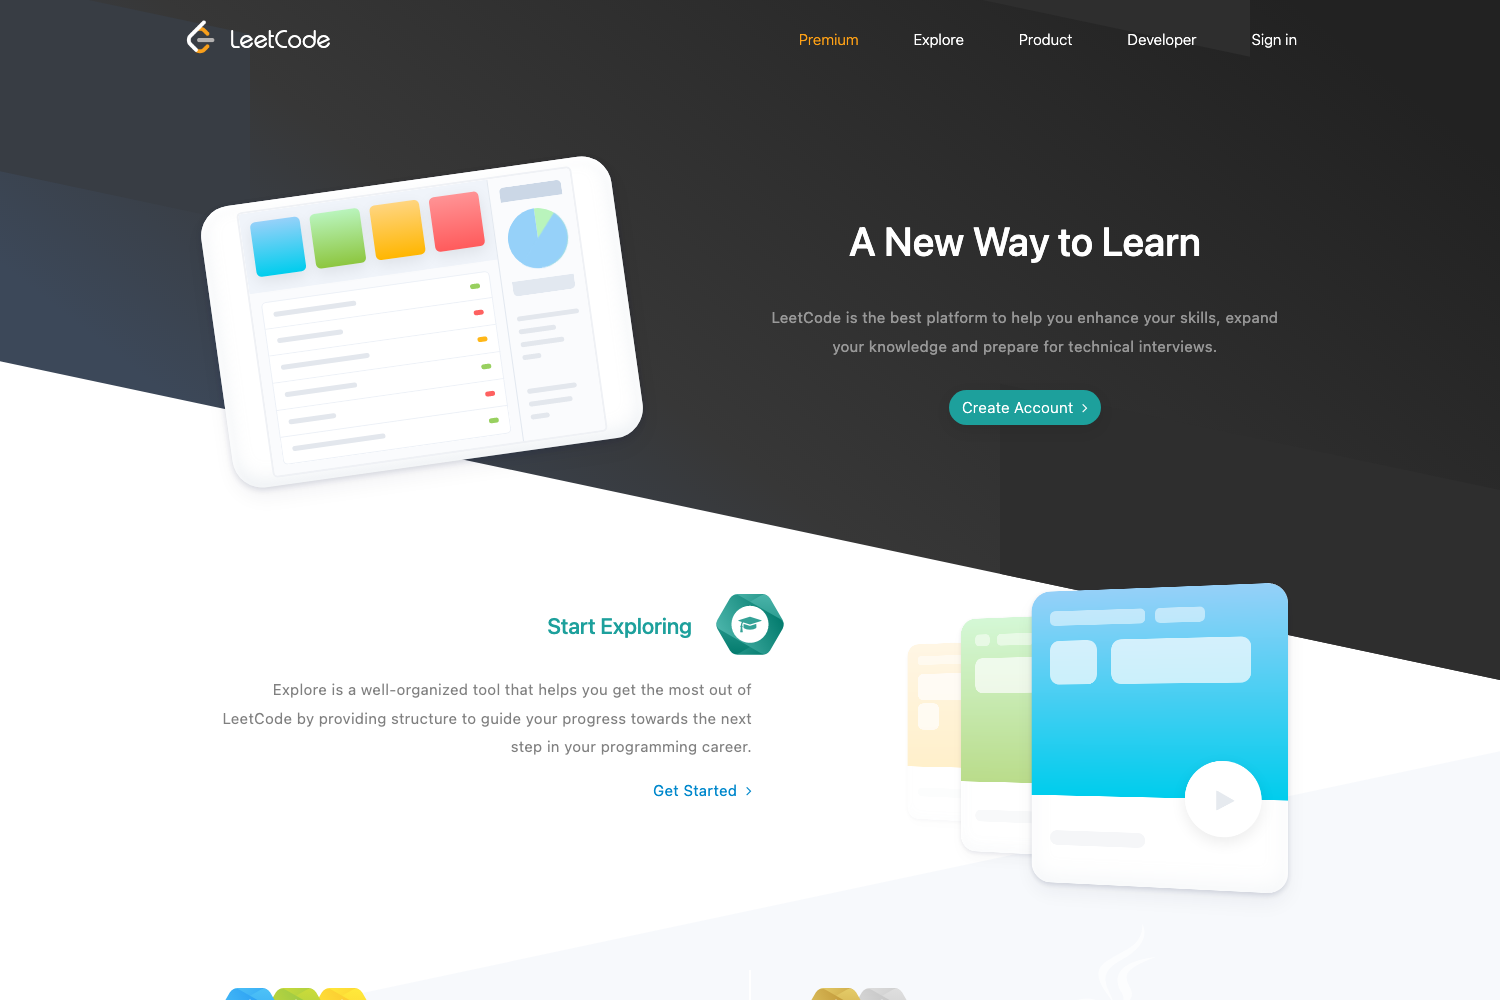 LeetCode
Premium
Explore
Product
Developer
Sign in
A New Way to Learn
LeetCode is the best platform to help you enhance your skills, expand
your knowledge and prepare for technical interviews.
Create Account
Start Exploring
Explore is a well-organized tool that helps you get the most out of
LeetCode by providing structure to guide your progress towards the next
step in your programming career.
Get Started